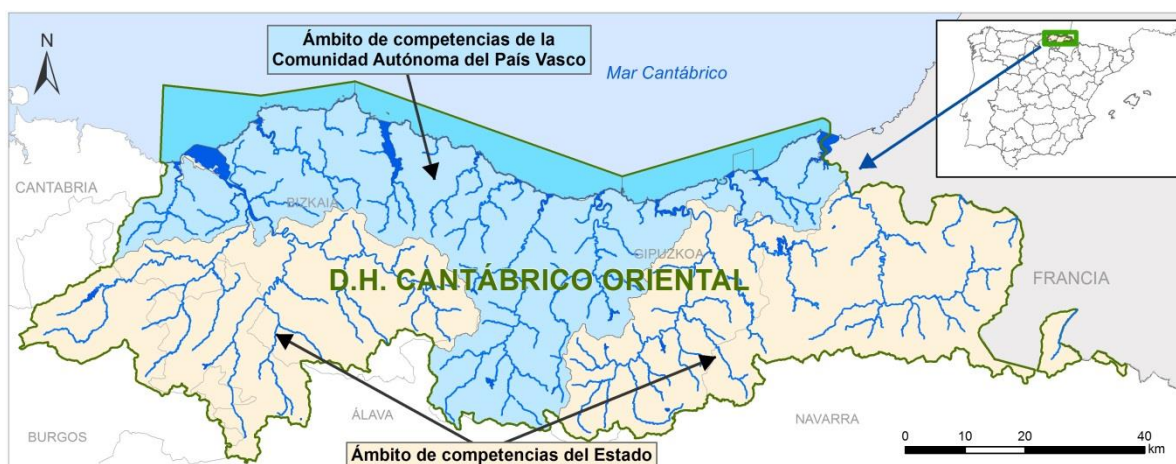 N
Ámbito de competencias de la
Comunidad Autónoma del País Vasco
Mar Cantábrico
CANTABRIA
BIZKAIA
GIPUZKOA
D.H. CANTÁBRICO ORIENTAL
FRANCIA
ÁLAVA
NAVARRA
BURGOS
Ámbito de competencias del Estado
0 10 20 40
km